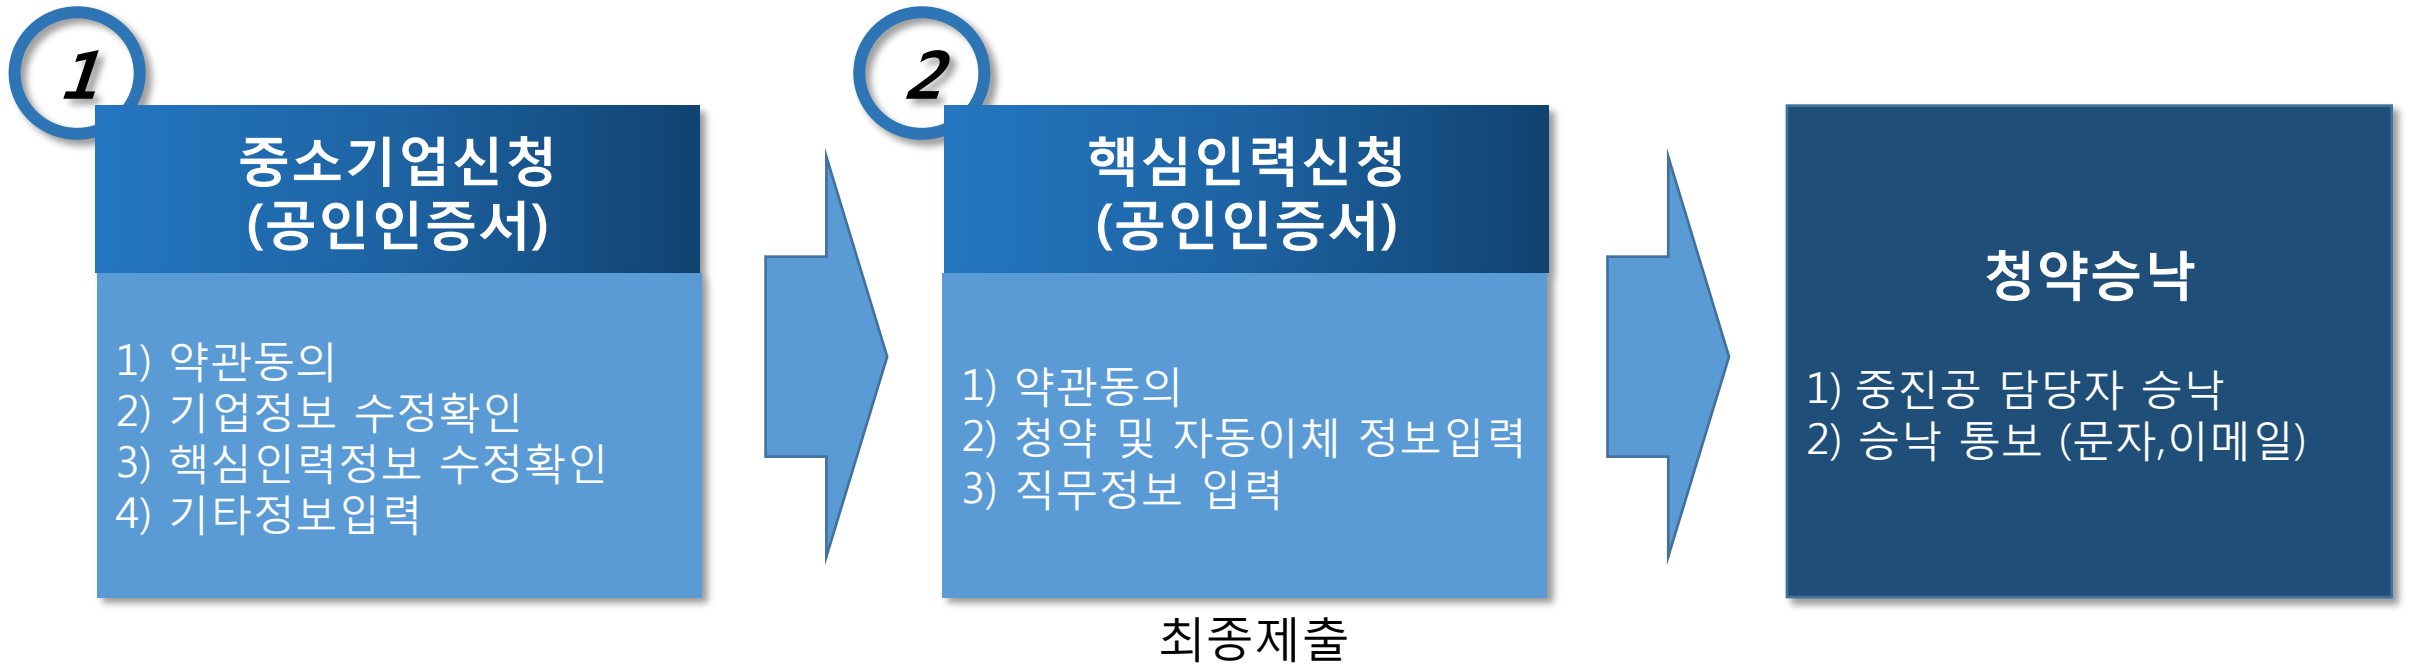 1
중소기업신청
(공인인증서)
1) 약관동의
2) 기업정보 수정확인
3) 핵심인력정보 수정확인
4) 기타정보입력
2
핵심인력신청
(공인인증서)
1) 약관동의
2) 청약 및 자동이체 정보입력
3) 직무정보 입력
최종제출
청약승낙
1) 중진공 담당자 승낙
2) 승낙 통보 (문자,이메일)